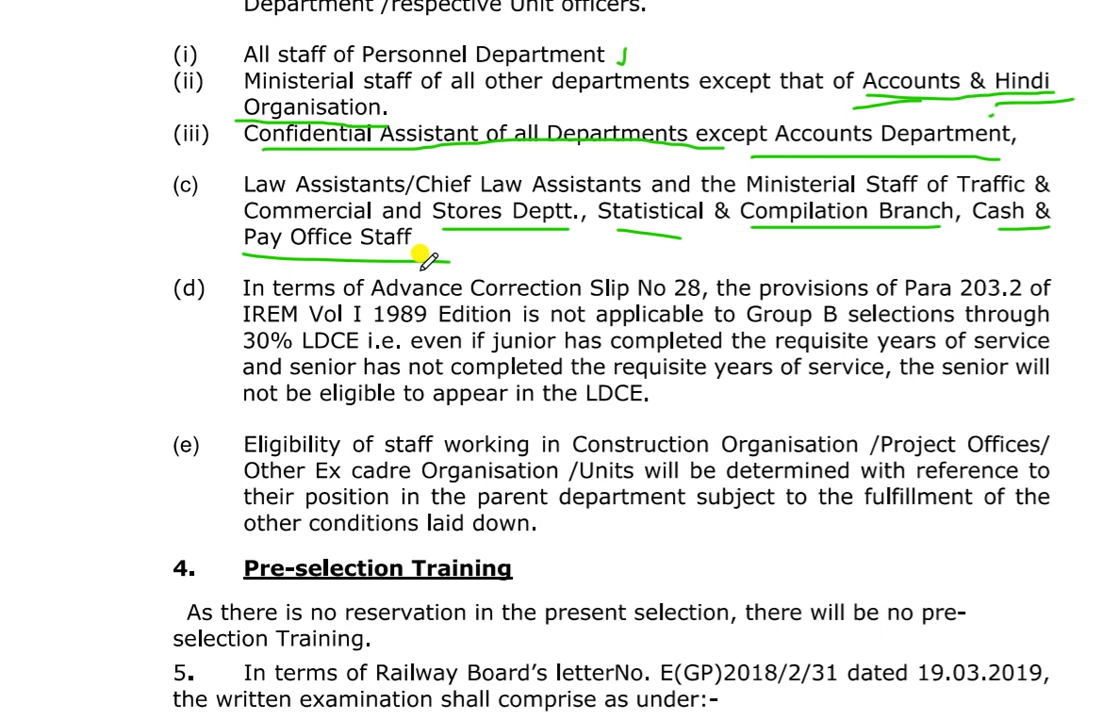 Department /respective Unit officers.
(i) All staff of Personnel Department
(ii) Ministerial staff of all other departments except that of Accounts & Hindi
Organisation.
(iii) Confidential Assistant of all Departments except Accounts Department,
(c) Law Assistants/Chief Law Assistants and the Ministerial Staff of Traffic &
Commercial and Stores Deptt., Statistical & Compilation Branch, Cash &
Pay Office Staff
(d) In terms of Advance Correction Slip No 28, the provisions of Para 203.2 of
IREM Vol I 1989 Edition is not applicable to Group B selections through
30% LDCE i.e. even if junior has completed the requisite years of service
and senior has not completed the requisite years of service, the senior will
not be eligible to appear in the LDCE.
(e) Eligibility of staff working in Construction Organisation /Project Offices/
Other Ex cadre Organisation /Units will be determined with reference to
their position in the parent department subject to the fulfillment of the
other conditions laid down.
4. Pre-selection Training
As there is no reservation in the present selection, there will be no pre-
selection Training.
5. In terms of Railway Board’s letterNo. E(GP)2018/2/31 dated 19.03.2019,
the written examination shall comprise as under:-